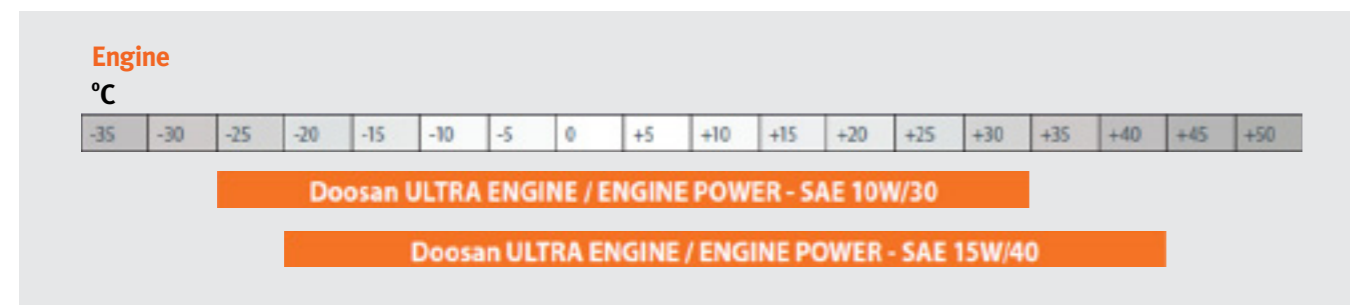 Engine
°C
-35 -30 -25 -20 -15 -10 -5 0 +5 +10 +15 +20 +25 +30 +35 +40 +45 +50
Doosan ULTRA ENGINE / ENGINE POWER - SAE 10W/30
Doosan ULTRA ENGINE / ENGINE POWER - SAE 15W/40